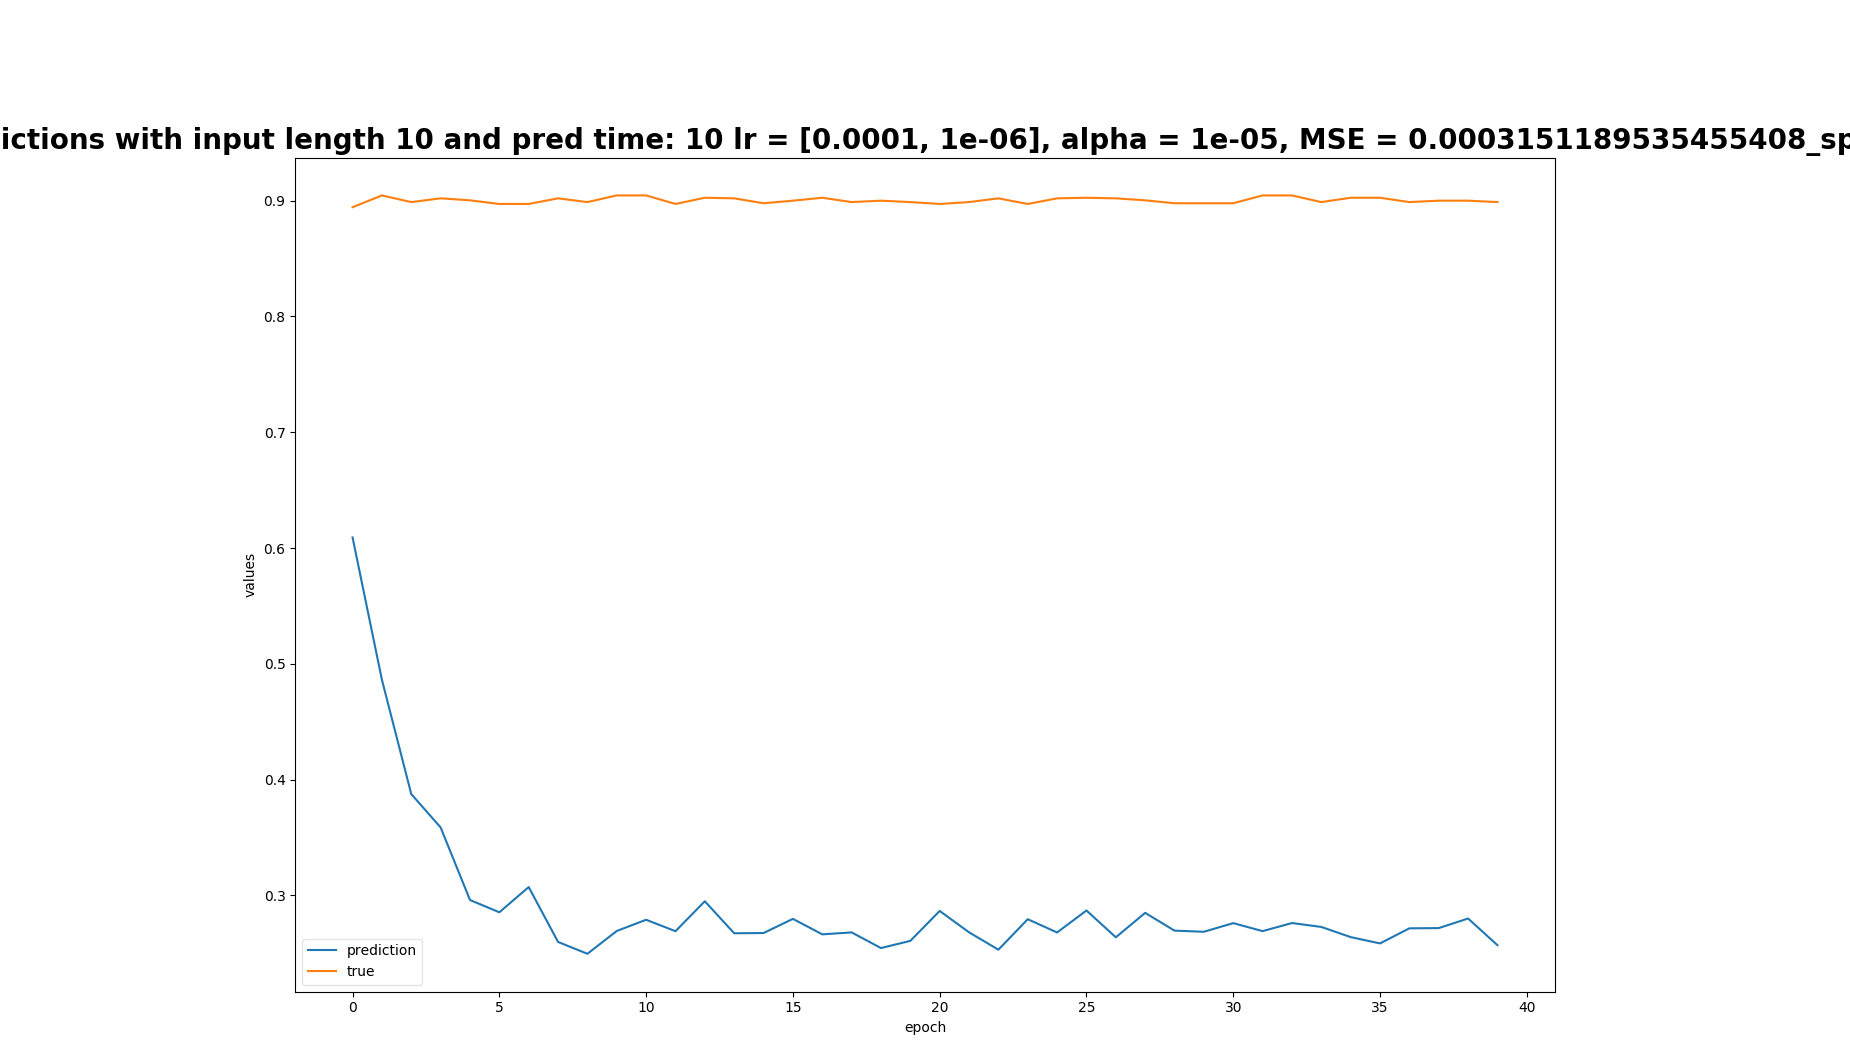 ictions with input length 10 and pred time: 10 lr = [0.0001, 1e-06], alpha = 1e-05, MSE = 0.0003151189535455408_sp
0.9
0.8
0.7
0.6
0.5
0.4
0.3
values
prediction
true
0 5 10 15 20 25 30 35 40
epoch